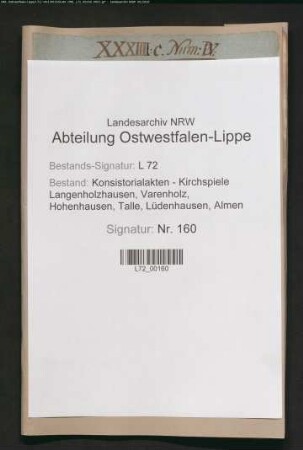 XXXIII.c. Num: IV.
Landesarchiv NRW
Abteilung Ostwestfalen-Lippe
Bestands-Signatur: L 72
Bestand: Konsistorialakten - Kirchspiele
Langenholzhausen, Varenholz,
Hohenhausen, Talle, Lüdenhausen, Almen
Signatur: Nr. 160
L72_00160